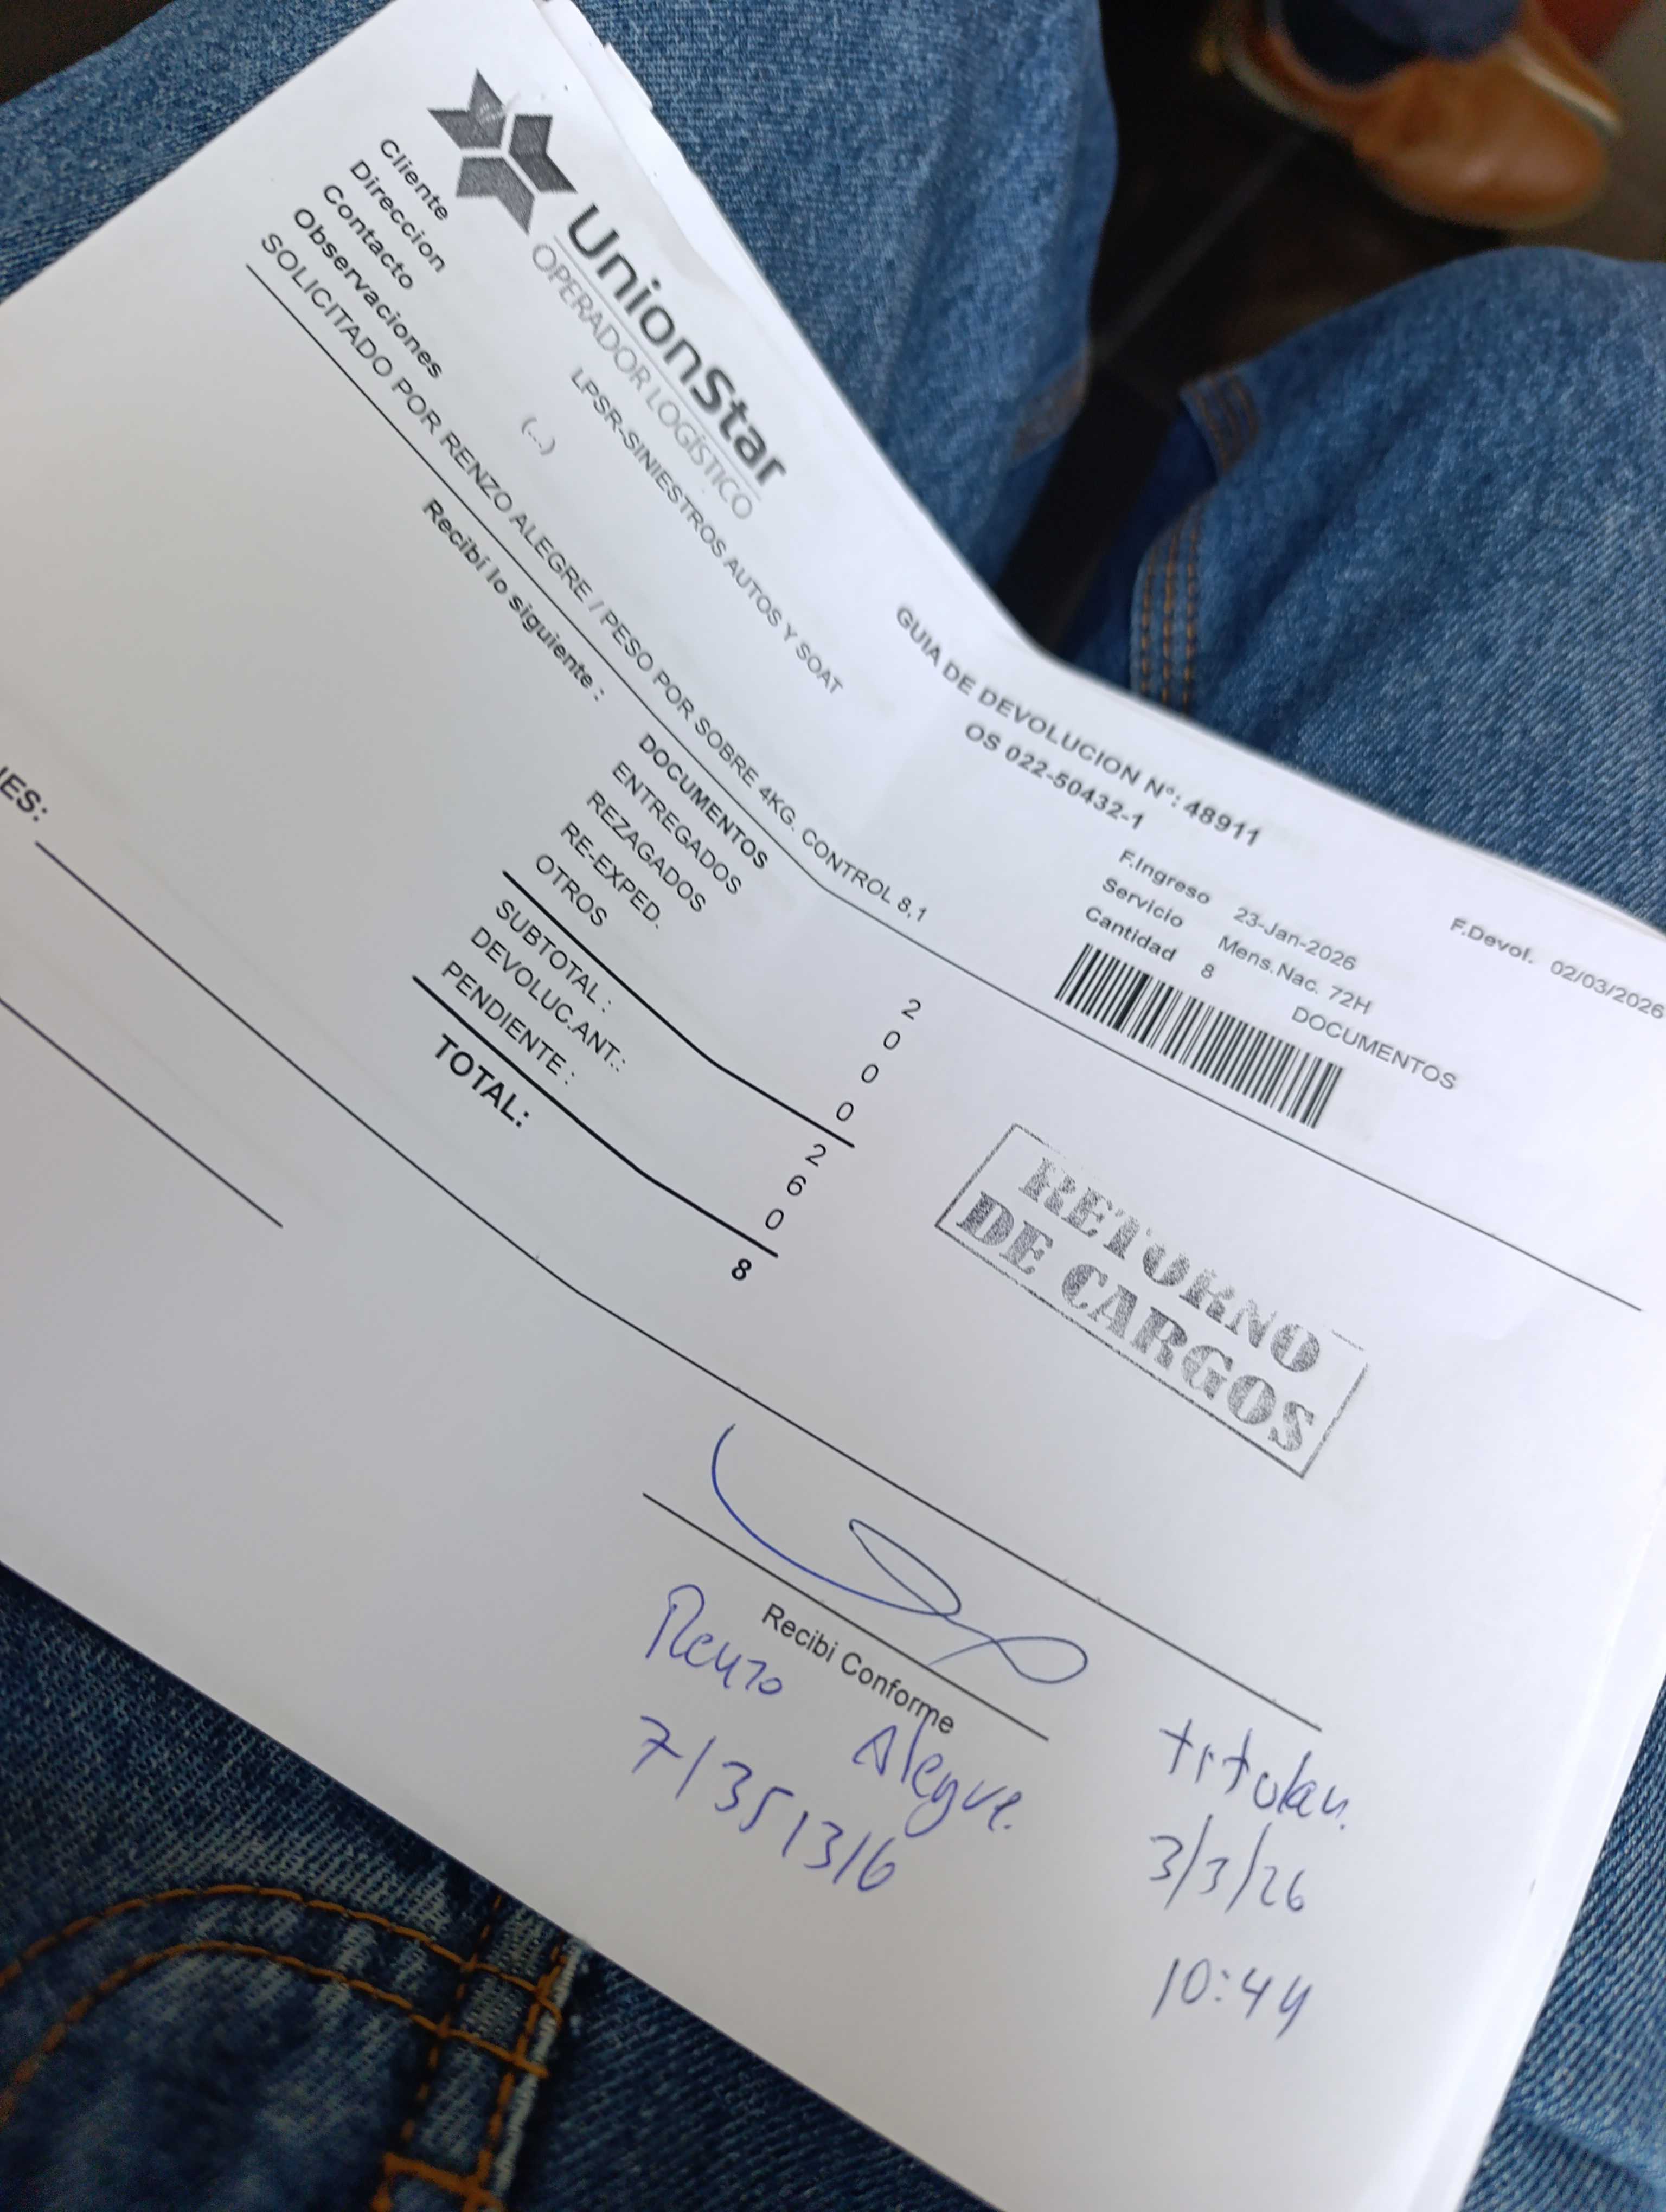 UnionStar
OPERADOR LOGÍSTICO
GUIA DE DEVOLUCION N°: 48911
OS 022-50432-1
F.Devol. 02/03/2026
Cliente LPSR-SINIESTROS AUTOS Y SOAT
Direccion
Contacto (--)
Observaciones
SOLICITADO POR RENZO ALEGRE / PESO POR SOBRE 4KG. CONTROL 8,1
F.Ingreso 23-Jan-2026
Servicio Mens.Nac. 72H
Cantidad 8 DOCUMENTOS
Recibí lo siguiente :
DOCUMENTOS
ENTREGADOS 2
REZAGADOS 0
RE-EXPED. 0
OTROS 0
SUBTOTAL : 2
DEVOLUC.ANT.: 6
PENDIENTE : 0
TOTAL: 8
RETORNO
DE CARGOS
NES:
Recibi Conforme
Renzo Alegre.
71351316
titular.
3/3/26
10:44